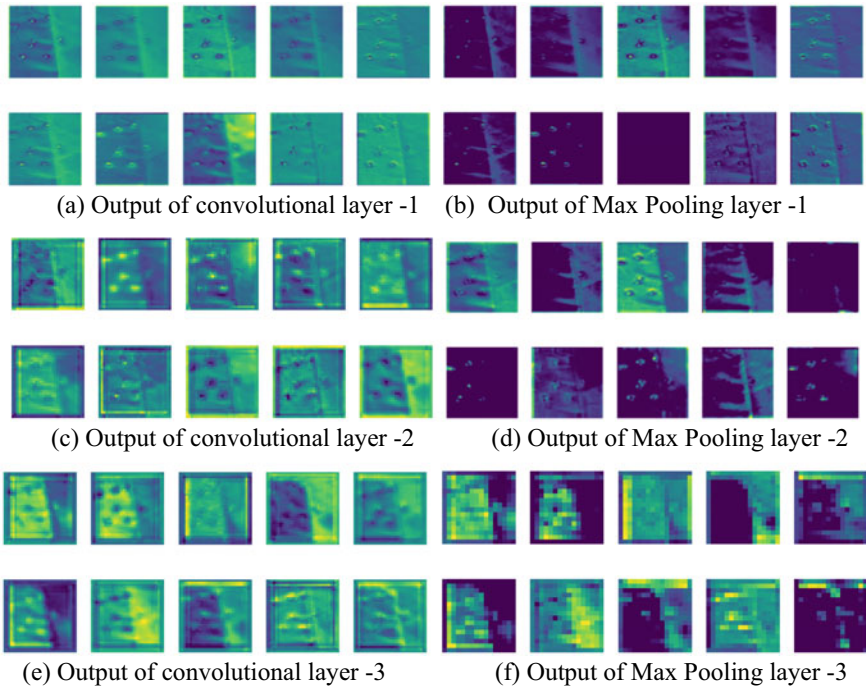 (a) Output of convolutional layer -1 (b) Output of Max Pooling layer -1
(c) Output of convolutional layer -2 (d) Output of Max Pooling layer -2
(e) Output of convolutional layer -3 (f) Output of Max Pooling layer -3